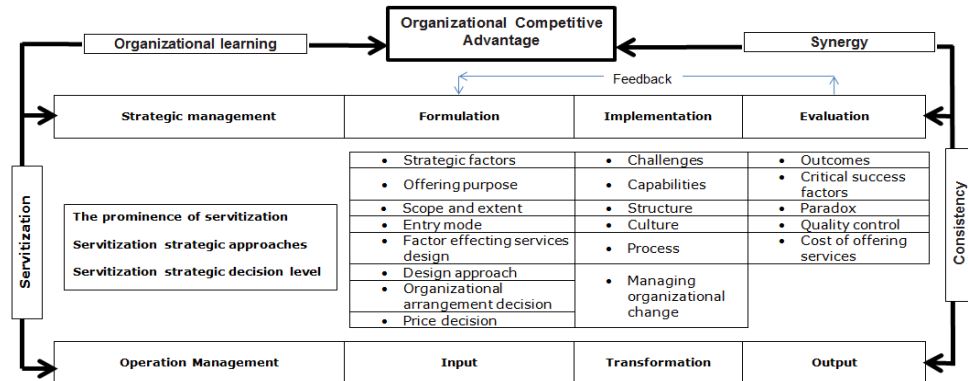 Organizational Competitive
Advantage
Organizational learning
Synergy
Feedback
Strategic management
Formulation
Implementation
Evaluation
• Strategic factors
• Offering purpose
• Scope and extent
• Entry mode
• Factor effecting services
design
• Design approach
• Organizational
arrangement decision
• Price decision
• Challenges
• Capabilities
• Structure
• Culture
• Process
• Managing
organizational
change
• Outcomes
• Critical success
factors
• Paradox
• Quality control
• Cost of offering
services
The prominence of servitization
Servitization strategic approaches
Servitization strategic decision level
Servitization
Consistency
Operation Management
Input
Transformation
Output